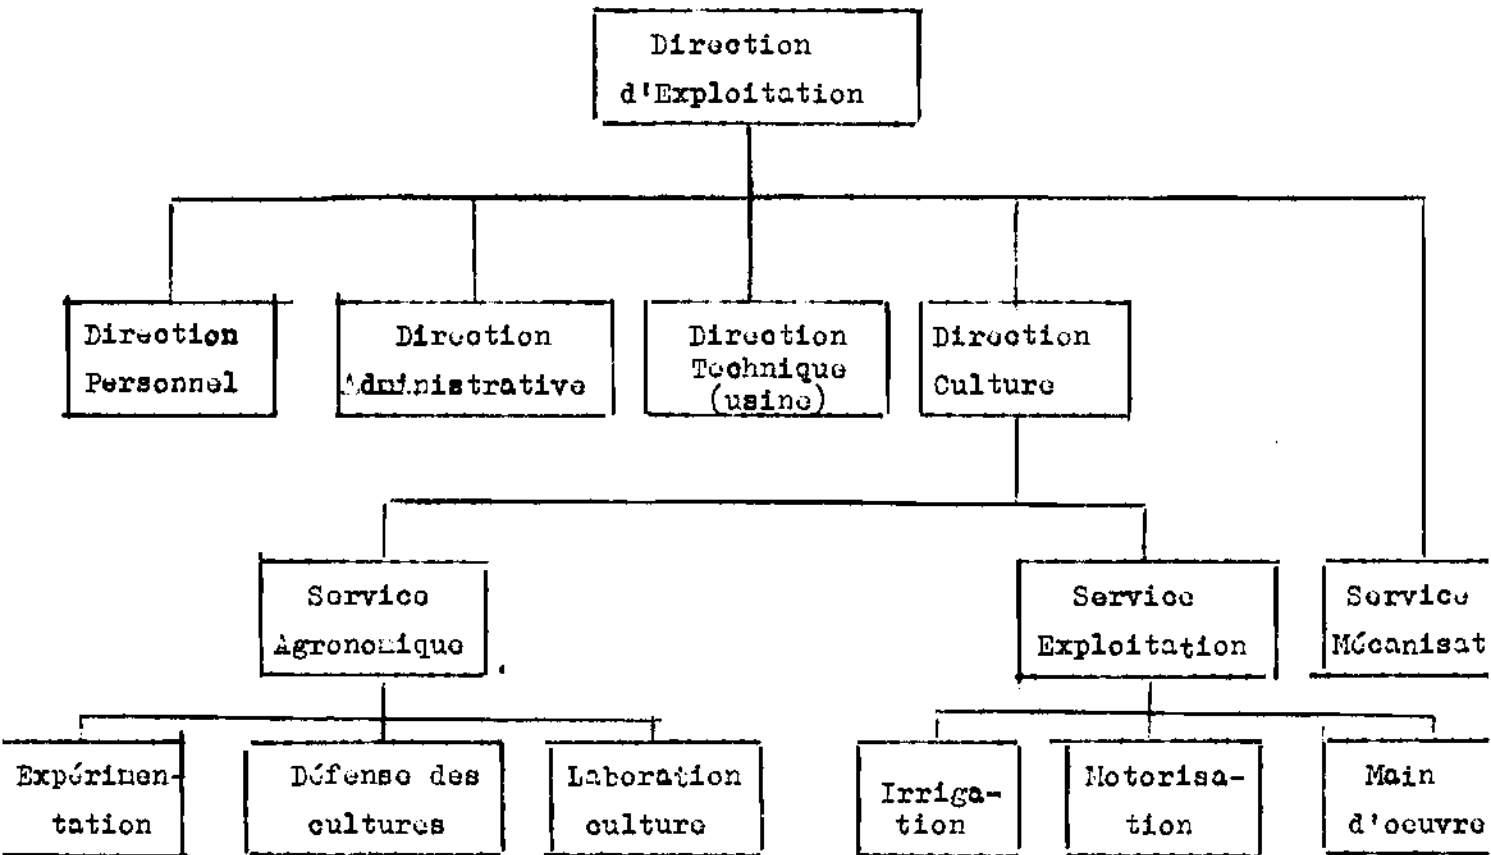 Direction
d'Exploitation
Direction
Personnel
Direction
Administrative
Direction
Technique
(usine)
Direction
Culture
Service
Agronomique
Service
Exploitation
Service
Mécanisat
Expérimen-
tation
Défense des
cultures
Laboration
culture
Irriga-
tion
Motorisa-
tion
Main
d'oeuvre